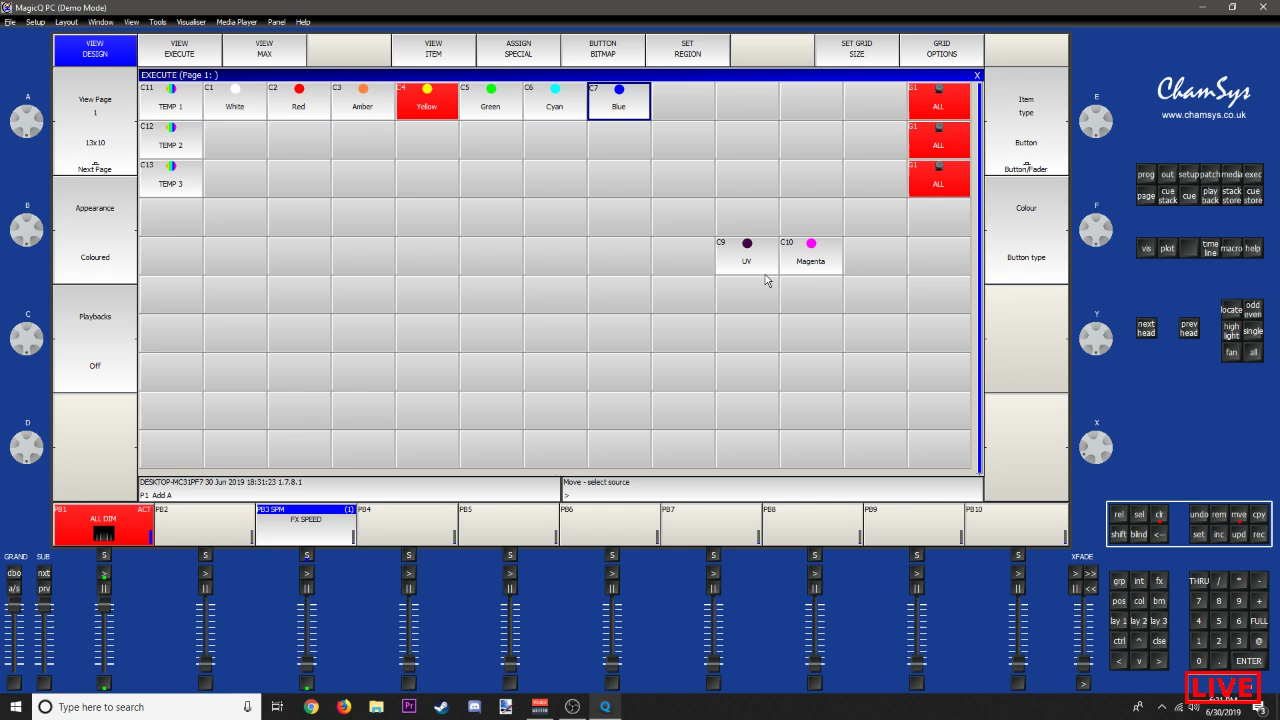 MagicQ PC (Demo Mode)
File Setup Layout Window View Tools Visualiser Media Player Panel Help
VIEW DESIGN
VIEW EXECUTE
VIEW MAX
VIEW ITEM
ASSIGN SPECIAL
BUTTON BITMAP
SET REGION
SET GRID SIZE
GRID OPTIONS
EXECUTE (Page 1: ) X
C11 TEMP 1
C1 White
C2 Red
C3 Amber
C4 Yellow
C5 Green
C6 Cyan
C7 Blue
G1 ALL
C12 TEMP 2
G1 ALL
C13 TEMP 3
G1 ALL
C9 UV
C10 Magenta
View Page
1
13x10
Next Page
Appearance
Coloured
Playbacks
Off
Item type
Button
Button/Fader
Colour
Button type
A
B
C
D
E
F
Y
X
ChamSys
www.chamsys.co.uk
prog out setup patch media exec
page cue stack cue play back stack store cue store
vis plot time line macro help
next head prev head
locate odd even
high light single
fan all
DESKTOP-MC31PF7 30 Jun 2019 18:31:23 1.7.8.1
P1 Add A
Move - select source
>
PB1 ACT ALL DIM
PB2
PB3 SPM (1) FX SPEED
PB4
PB5
PB6
PB7
PB8
PB9
PB10
rel sel clr undo rem mve cpy
shift blind <-- set inc upd rec
GRAND SUB XFADE
S S S S S S S S S S
dbo nxt > > > > > > > > > > > >>
a/s prv || || || || || || || || || || || <<
grp int fx THRU / * -
pos col bm 7 8 9 +
lay 1 lay 2 lay 3 4 5 6 FULL
ctrl ^ clse 1 2 3 @
< v > 0 . ENTER
>
LIVE
Type here to search
6/30/2019
3